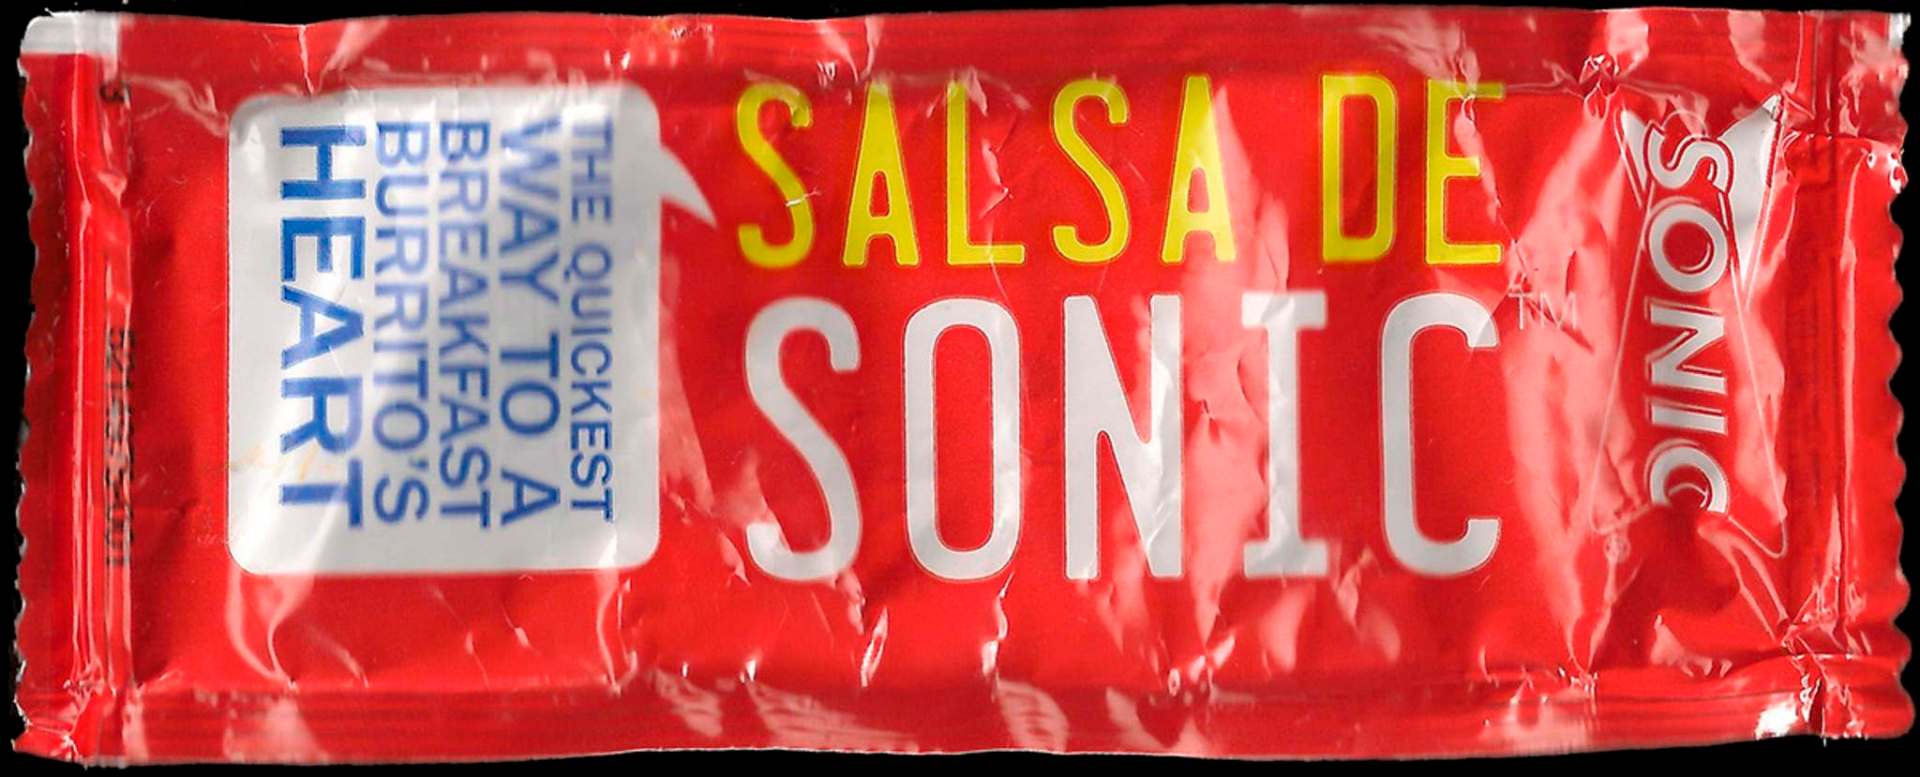 SALSA DE
SONIC™
THE QUICKEST
WAY TO A
BREAKFAST
BURRITO'S
HEART
SONIC
®